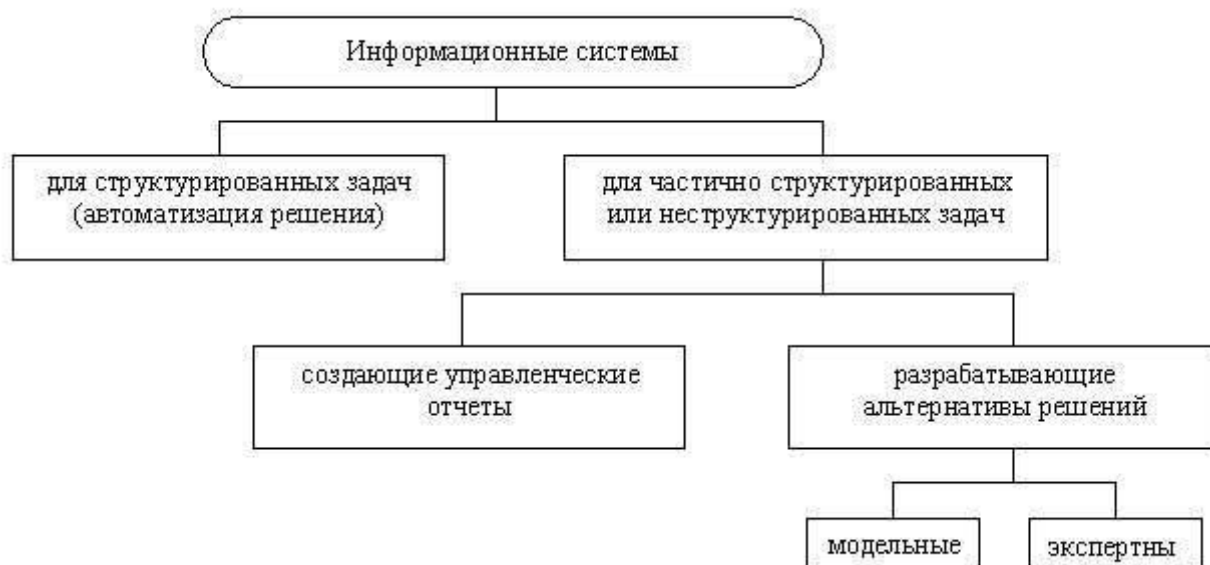 Информационные системы
для структурированных задач
(автоматизация решения)
для частично структурированных
или неструктурированных задач
создающие управленческие
отчеты
разрабатывающие
альтернативы решений
модельные
экспертны